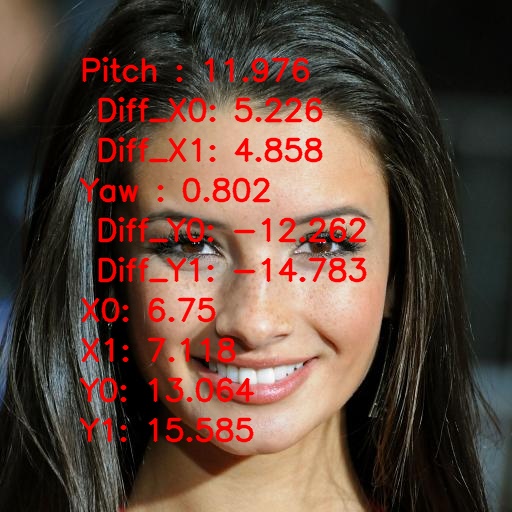 Pitch : 11.976
Diff_X0: 5.226
Diff_X1: 4.858
Yaw : 0.802
Diff_Y0: -12.262
Diff_Y1: -14.783
X0: 6.75
X1: 7.118
Y0: 13.064
Y1: 15.585